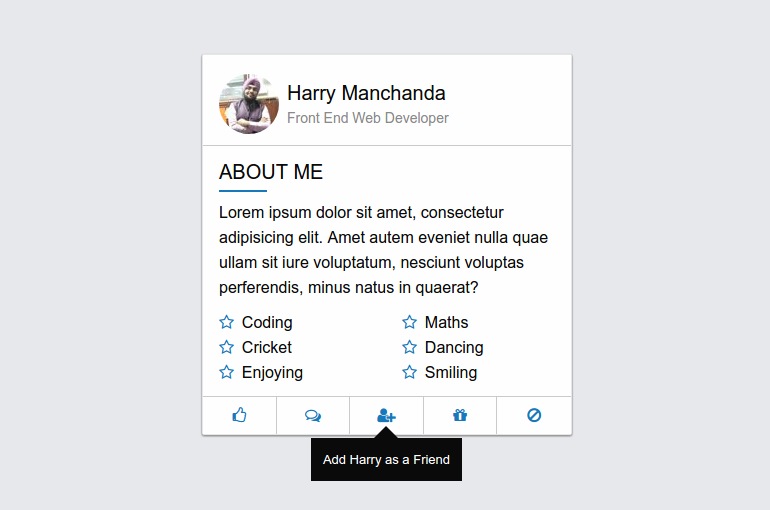 Harry Manchanda
Front End Web Developer
ABOUT ME
Lorem ipsum dolor sit amet, consectetur
adipisicing elit. Amet autem eveniet nulla quae
ullam sit iure voluptatum, nesciunt voluptas
perferendis, minus natus in quaerat?
Coding
Maths
Cricket
Dancing
Enjoying
Smiling
Add Harry as a Friend